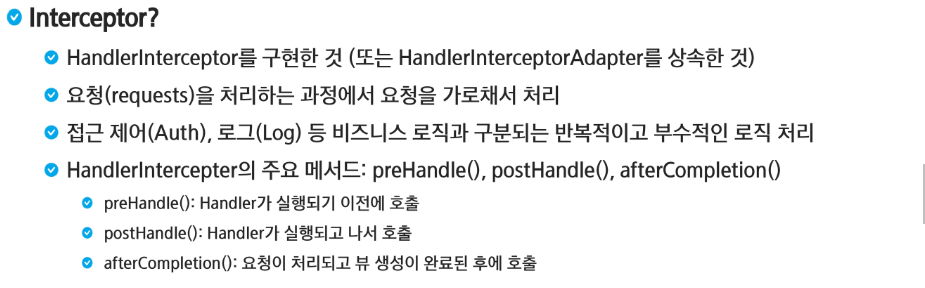 Interceptor?
HandlerInterceptor를 구현한 것 (또는 HandlerInterceptorAdapter를 상속한 것)
요청(requests)을 처리하는 과정에서 요청을 가로채서 처리
접근 제어(Auth), 로그(Log) 등 비즈니스 로직과 구분되는 반복적이고 부수적인 로직 처리
HandlerIntercepter의 주요 메서드: preHandle(), postHandle(), afterCompletion()
preHandle(): Handler가 실행되기 이전에 호출
postHandle(): Handler가 실행되고 나서 호출
afterCompletion(): 요청이 처리되고 뷰 생성이 완료된 후에 호출